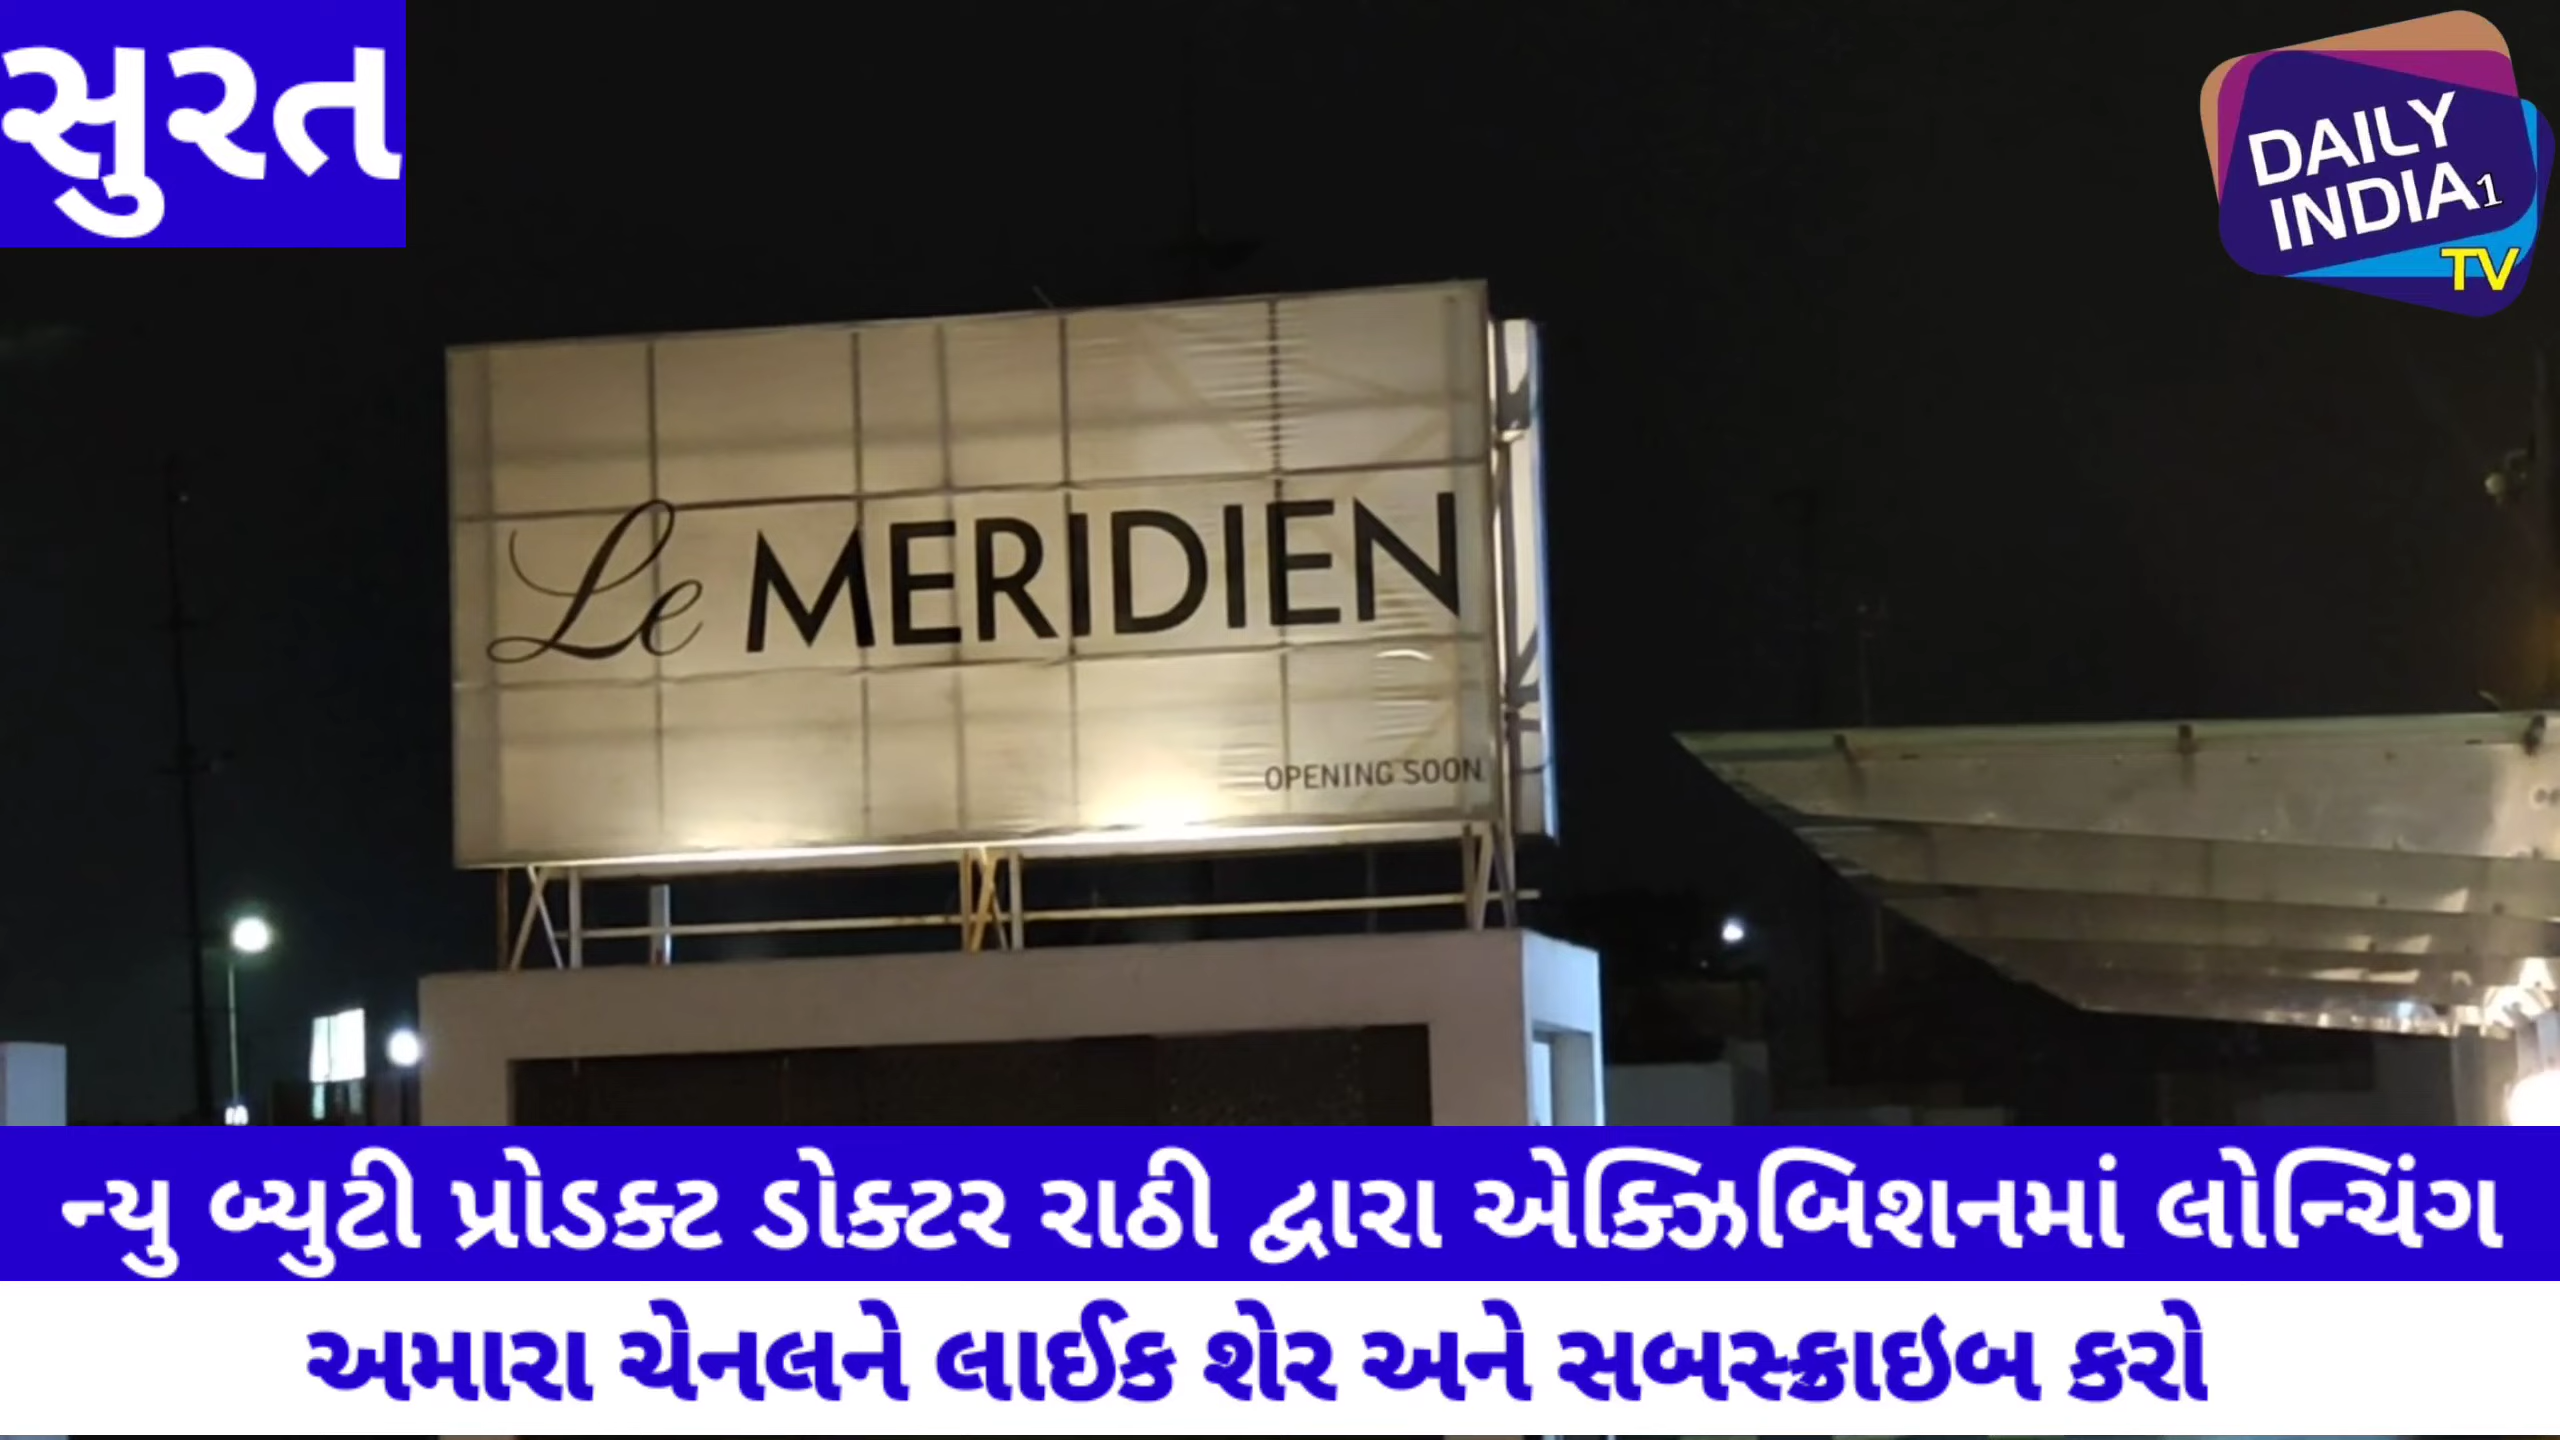 સુરત
DAILY
INDIA1
TV
Le MERIDIEN
OPENING SOON
ન્યુ બ્યુટી પ્રોડક્ટ ડોક્ટર રાઠી દ્વારા એક્ઝિબિશનમાં લોન્ચિંગ
અમારા ચેનલને લાઈક શેર અને સબસ્ક્રાઇબ કરો